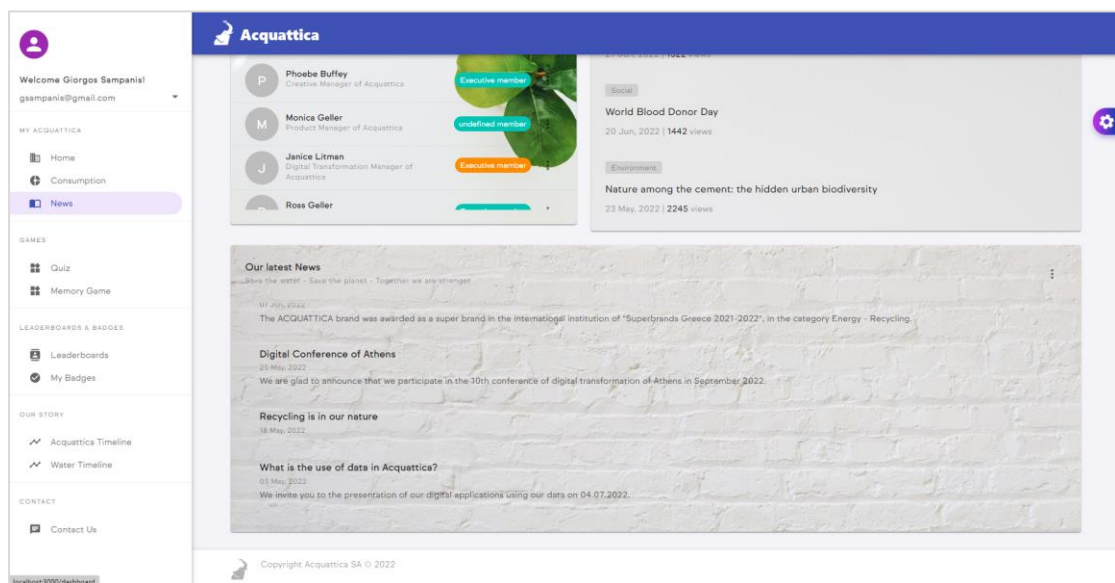 Acquattica
Welcome Giorgos Sampanis!
gsampanis@gmail.com
MY ACQUATTICA
Home
Consumption
News
GAMES
Quiz
Memory Game
LEADERBOARDS & BADGES
Leaderboards
My Badges
OUR STORY
Acquattica Timeline
Water Timeline
CONTACT
Contact Us
localhost:3000/dashboard
P
Phoebe Buffey
Creative Manager of Acquattica
Executive member
M
Monica Geller
Product Manager of Acquattica
undefined member
J
Janice Litman
Digital Transformation Manager of
Acquattica
Executive member
Ross Geller
Social
World Blood Donor Day
20 Jun, 2022 | 1442 views
Environment
Nature among the cement: the hidden urban biodiversity
23 May, 2022 | 2245 views
Our latest News
Save the water - Save the planet - Together we are stronger
01 Jun, 2022
The ACQUATTICA brand was awarded as a super brand in the international institution of "Superbrands Greece 2021-2022", in the category Energy - Recycling.
Digital Conference of Athens
25 May, 2022
We are glad to announce that we participate in the 10th conference of digital transformation of Athens in September 2022.
Recycling is in our nature
18 May, 2022
What is the use of data in Acquattica?
05 May, 2022
We invite you to the presentation of our digital applications using our data on 04.07.2022.
Copyright Acquattica SA © 2022